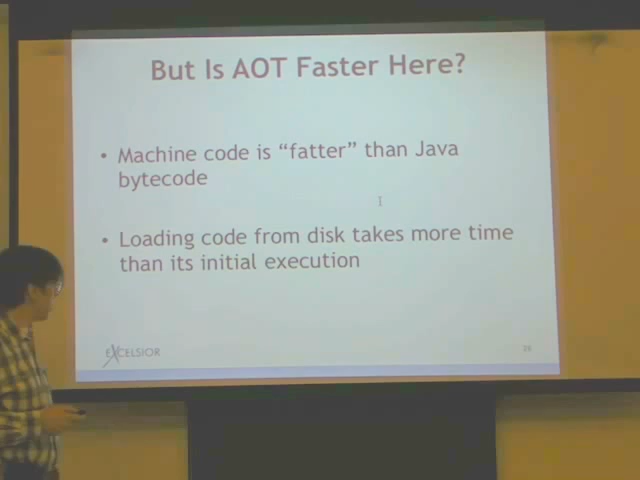 But Is AOT Faster Here?
• Machine code is “fatter” than Java
bytecode
• Loading code from disk takes more time
than its initial execution
EXCELSIOR